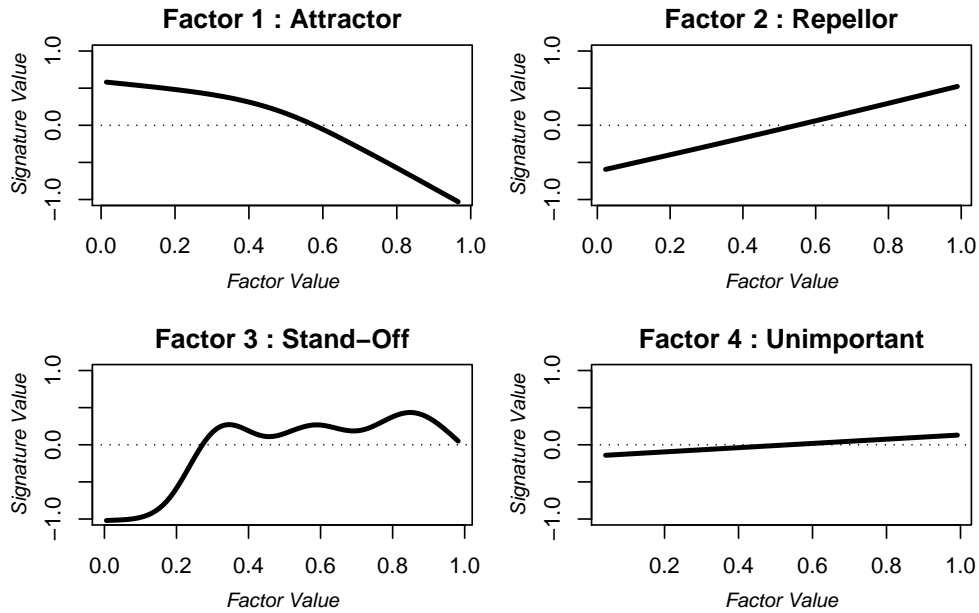 Factor 1 : Attractor
Signature Value
1.0
0.0
−1.0
0.0 0.2 0.4 0.6 0.8 1.0
Factor Value
Factor 2 : Repellor
Signature Value
1.0
0.0
−1.0
0.0 0.2 0.4 0.6 0.8 1.0
Factor Value
Factor 3 : Stand−Off
Signature Value
1.0
0.0
−1.0
0.0 0.2 0.4 0.6 0.8 1.0
Factor Value
Factor 4 : Unimportant
Signature Value
1.0
0.0
−1.0
0.2 0.4 0.6 0.8 1.0
Factor Value